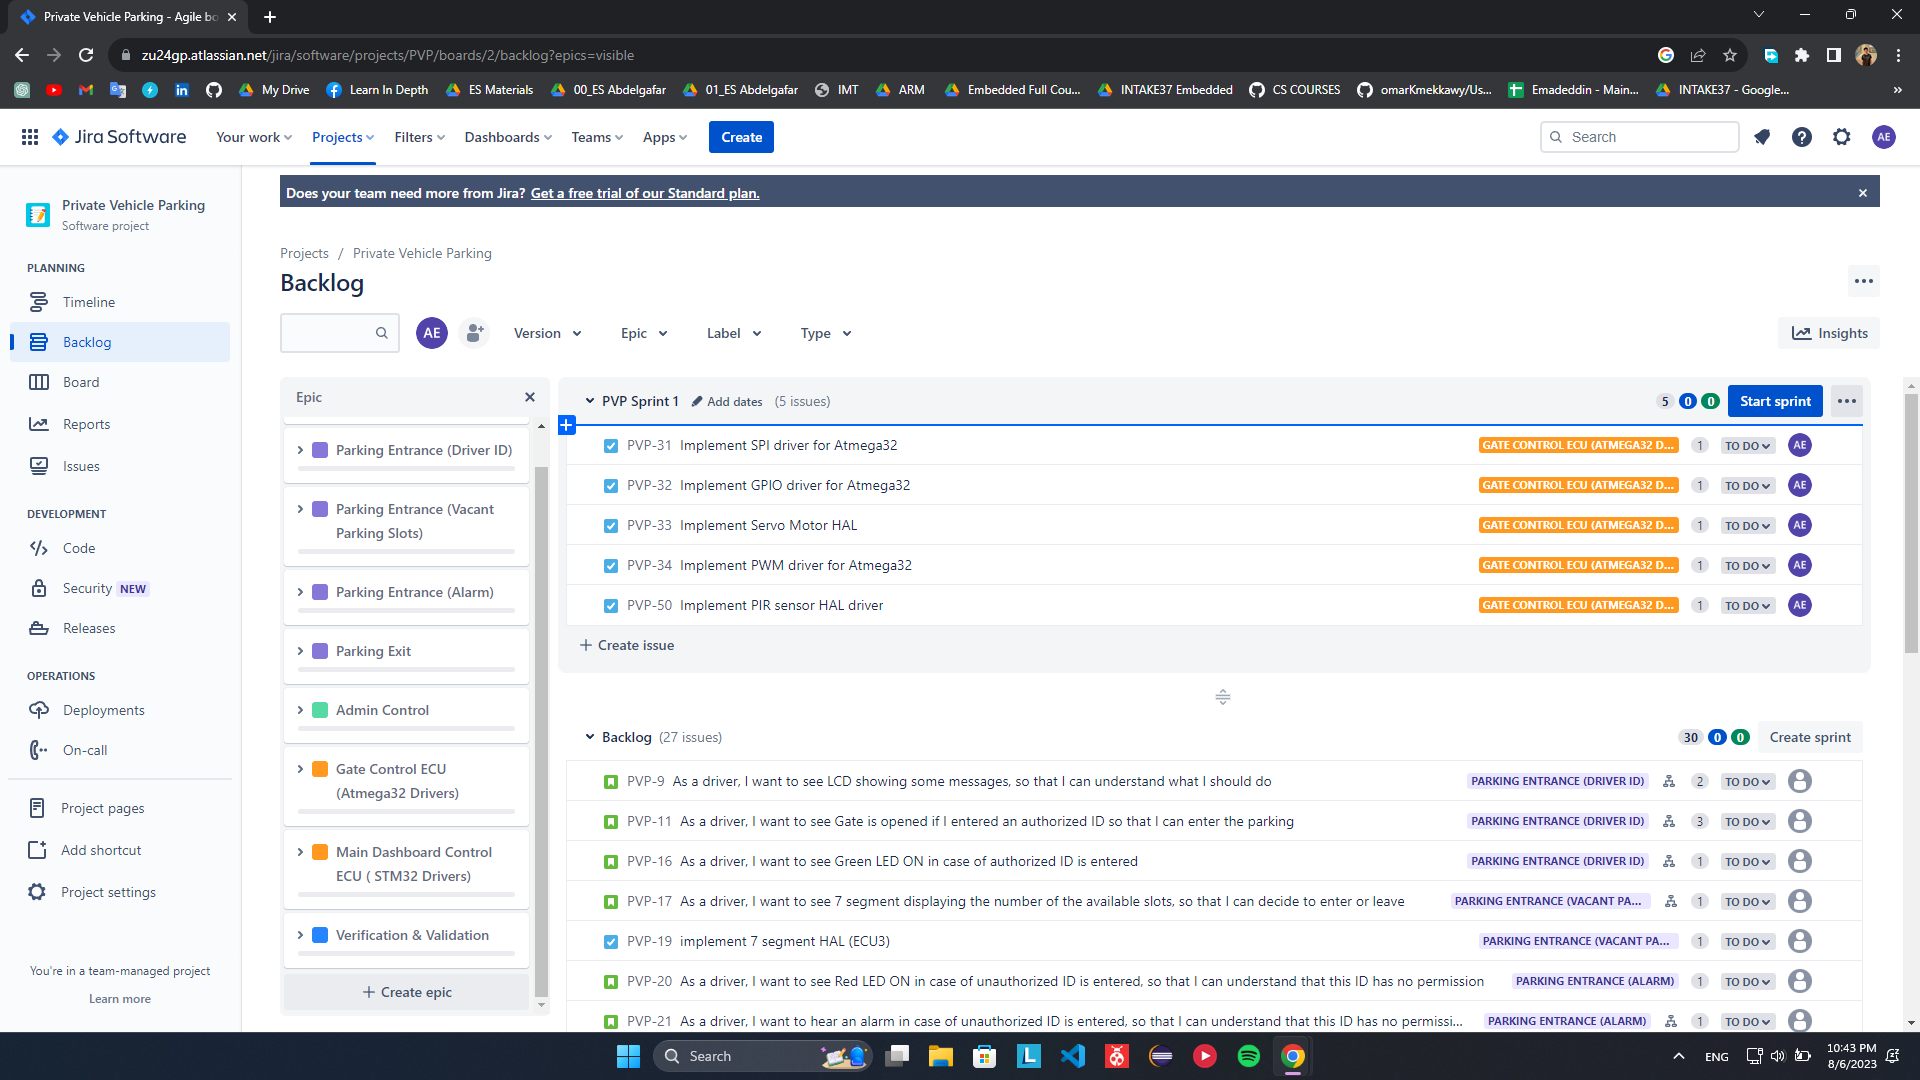 Private Vehicle Parking - Agile bo
zu24gp.atlassian.net/jira/software/projects/PVP/boards/2/backlog?epics=visible
My Drive
Learn In Depth
ES Materials
00_ES Abdelgafar
01_ES Abdelgafar
IMT
ARM
Embedded Full Cou...
INTAKE37 Embedded
CS COURSES
omarKmekkawy/Us...
Emadeddin - Main...
INTAKE37 - Google...
Jira Software
Your work
Projects
Filters
Dashboards
Teams
Apps
Create
Search
AE
Does your team need more from Jira? Get a free trial of our Standard plan.
Private Vehicle Parking
Software project
PLANNING
Timeline
Backlog
Board
Reports
Issues
DEVELOPMENT
Code
Security NEW
Releases
OPERATIONS
Deployments
On-call
Project pages
Add shortcut
Project settings
You're in a team-managed project
Learn more
Projects / Private Vehicle Parking
Backlog
AE
Version
Epic
Label
Type
Insights
Epic
Parking Entrance (Driver ID)
Parking Entrance (Vacant
Parking Slots)
Parking Entrance (Alarm)
Parking Exit
Admin Control
Gate Control ECU
(Atmega32 Drivers)
Main Dashboard Control
ECU ( STM32 Drivers)
Verification & Validation
+ Create epic
PVP Sprint 1 Add dates (5 issues) 5 0 0 Start sprint
PVP-31 Implement SPI driver for Atmega32 GATE CONTROL ECU (ATMEGA32 D... 1 TO DO AE
PVP-32 Implement GPIO driver for Atmega32 GATE CONTROL ECU (ATMEGA32 D... 1 TO DO AE
PVP-33 Implement Servo Motor HAL GATE CONTROL ECU (ATMEGA32 D... 1 TO DO AE
PVP-34 Implement PWM driver for Atmega32 GATE CONTROL ECU (ATMEGA32 D... 1 TO DO AE
PVP-50 Implement PIR sensor HAL driver GATE CONTROL ECU (ATMEGA32 D... 1 TO DO AE
+ Create issue
Backlog (27 issues) 30 0 0 Create sprint
PVP-9 As a driver, I want to see LCD showing some messages, so that I can understand what I should do PARKING ENTRANCE (DRIVER ID) 2 TO DO
PVP-11 As a driver, I want to see Gate is opened if I entered an authorized ID so that I can enter the parking PARKING ENTRANCE (DRIVER ID) 3 TO DO
PVP-16 As a driver, I want to see Green LED ON in case of authorized ID is entered PARKING ENTRANCE (DRIVER ID) 1 TO DO
PVP-17 As a driver, I want to see 7 segment displaying the number of the available slots, so that I can decide to enter or leave PARKING ENTRANCE (VACANT PA... 1 TO DO
PVP-19 implement 7 segment HAL (ECU3) PARKING ENTRANCE (VACANT PA... 1 TO DO
PVP-20 As a driver, I want to see Red LED ON in case of unauthorized ID is entered, so that I can understand that this ID has no permission PARKING ENTRANCE (ALARM) 1 TO DO
PVP-21 As a driver, I want to hear an alarm in case of unauthorized ID is entered, so that I can understand that this ID has no permissi... PARKING ENTRANCE (ALARM) 1 TO DO
Search
ENG
10:43 PM
8/6/2023